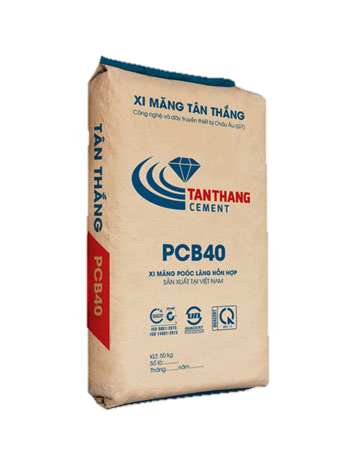 XI MĂNG TÂN THẮNG
Công nghệ và dây truyền thiết bị Châu Âu (G7)
TANTHANG
CEMENT
PCB40
XI MĂNG POÓC LĂNG HỖN HỢP
SẢN XUẤT TẠI VIỆT NAM
ISO 9001:2015
ISO 14001:2015
KLT: 50 kg
Số lô:
Tháng.......năm.......
TÂN THẮNG
PCB40